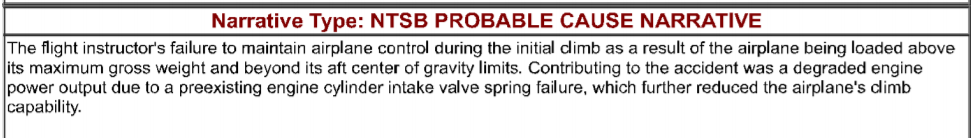 Narrative Type: NTSB PROBABLE CAUSE NARRATIVE
The flight instructor's failure to maintain airplane control during the initial climb as a result of the airplane being loaded above
its maximum gross weight and beyond its aft center of gravity limits. Contributing to the accident was a degraded engine
power output due to a preexisting engine cylinder intake valve spring failure, which further reduced the airplane's climb
capability.